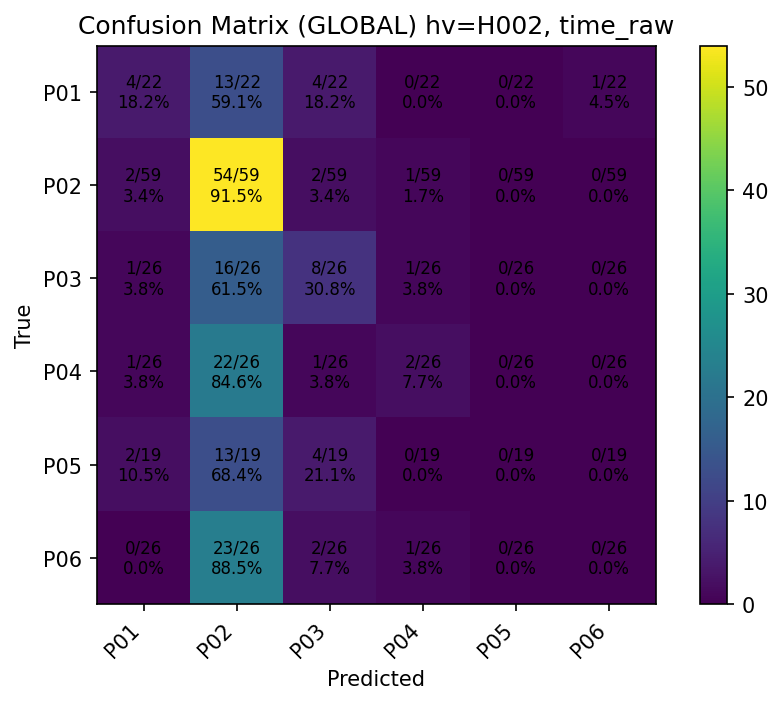 Confusion Matrix (GLOBAL) hv=H002, time_raw
P01
4/22 13/22 4/22 0/22 0/22 1/22
18.2% 59.1% 18.2% 0.0% 0.0% 4.5%
P02
2/59 54/59 2/59 1/59 0/59 0/59
3.4% 91.5% 3.4% 1.7% 0.0% 0.0%
P03
1/26 16/26 8/26 1/26 0/26 0/26
3.8% 61.5% 30.8% 3.8% 0.0% 0.0%
P04
1/26 22/26 1/26 2/26 0/26 0/26
3.8% 84.6% 3.8% 7.7% 0.0% 0.0%
P05
2/19 13/19 4/19 0/19 0/19 0/19
10.5% 68.4% 21.1% 0.0% 0.0% 0.0%
P06
0/26 23/26 2/26 1/26 0/26 0/26
0.0% 88.5% 7.7% 3.8% 0.0% 0.0%
True
P01 P02 P03 P04 P05 P06
Predicted
50
40
30
20
10
0